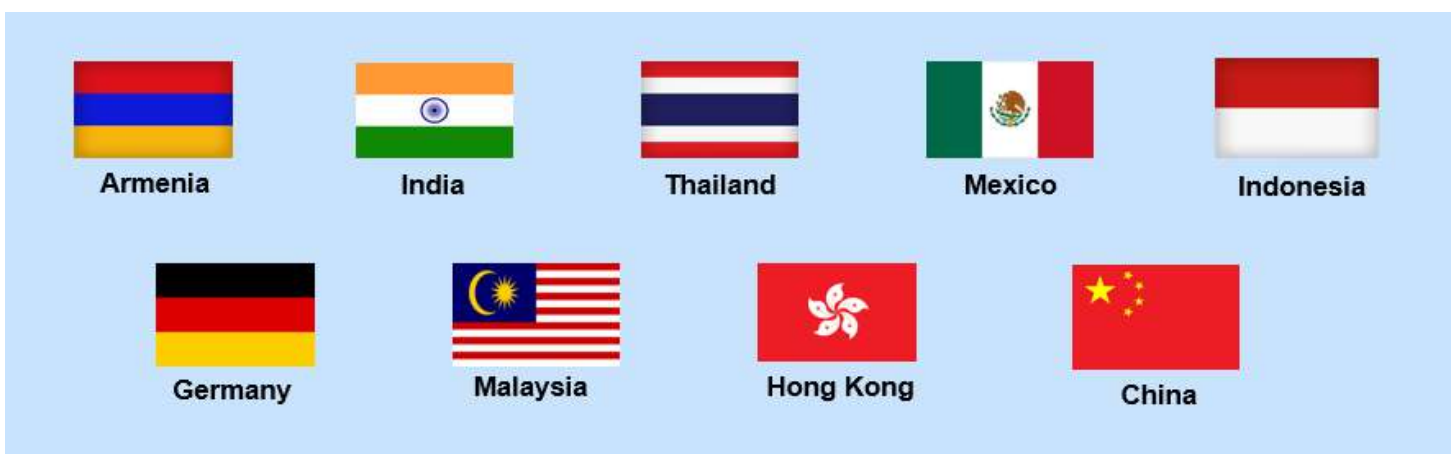 Armenia
India
Thailand
Mexico
Indonesia
Germany
Malaysia
Hong Kong
China